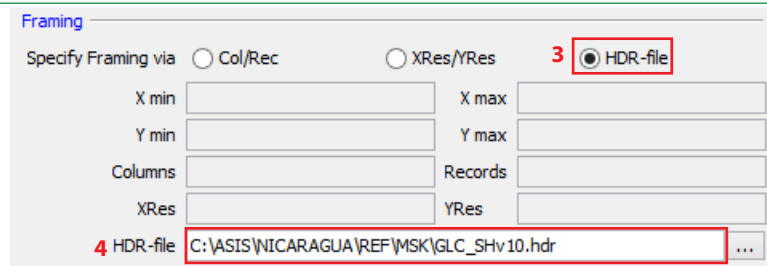 Framing
Specify Framing via Col/Rec XRes/YRes 3 HDR-file
X min X max
Y min Y max
Columns Records
XRes YRes
4 HDR-file C:\ASIS\NICARAGUA\REF\MSK\GLC_SHv10.hdr ...